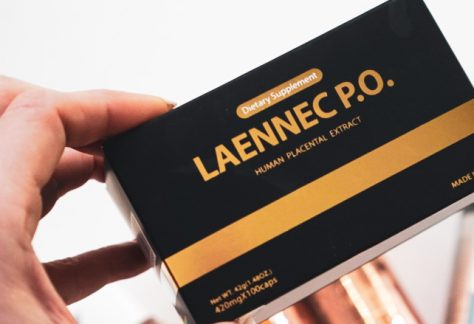 Dietary Supplement
LAENNEC P.O.
HUMAN PLACENTAL EXTRACT
MADE
Net WT. 42g(1.48OZ.)
420mgX100caps